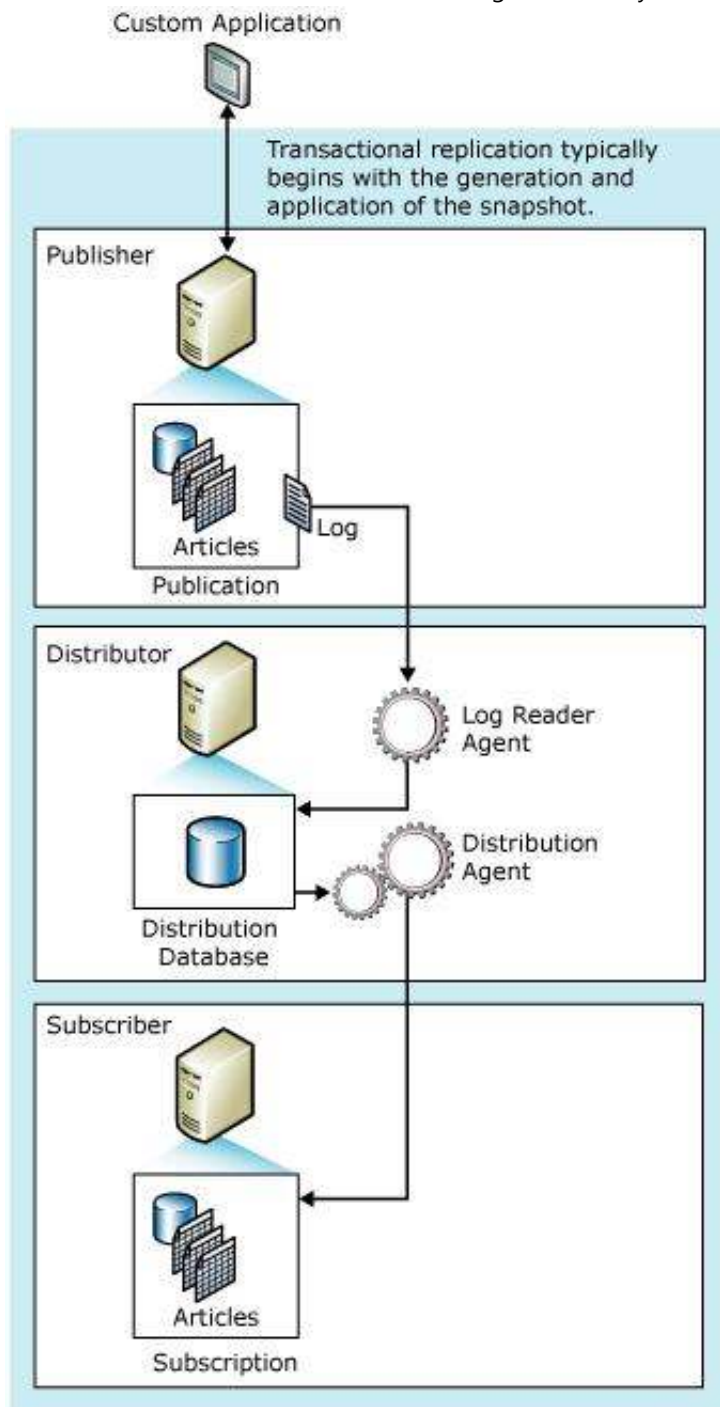 Custom Application
Transactional replication typically
begins with the generation and
application of the snapshot.
Publisher
Log
Articles
Publication
Distributor
Log Reader
Agent
Distribution
Agent
Distribution
Database
Subscriber
Articles
Subscription